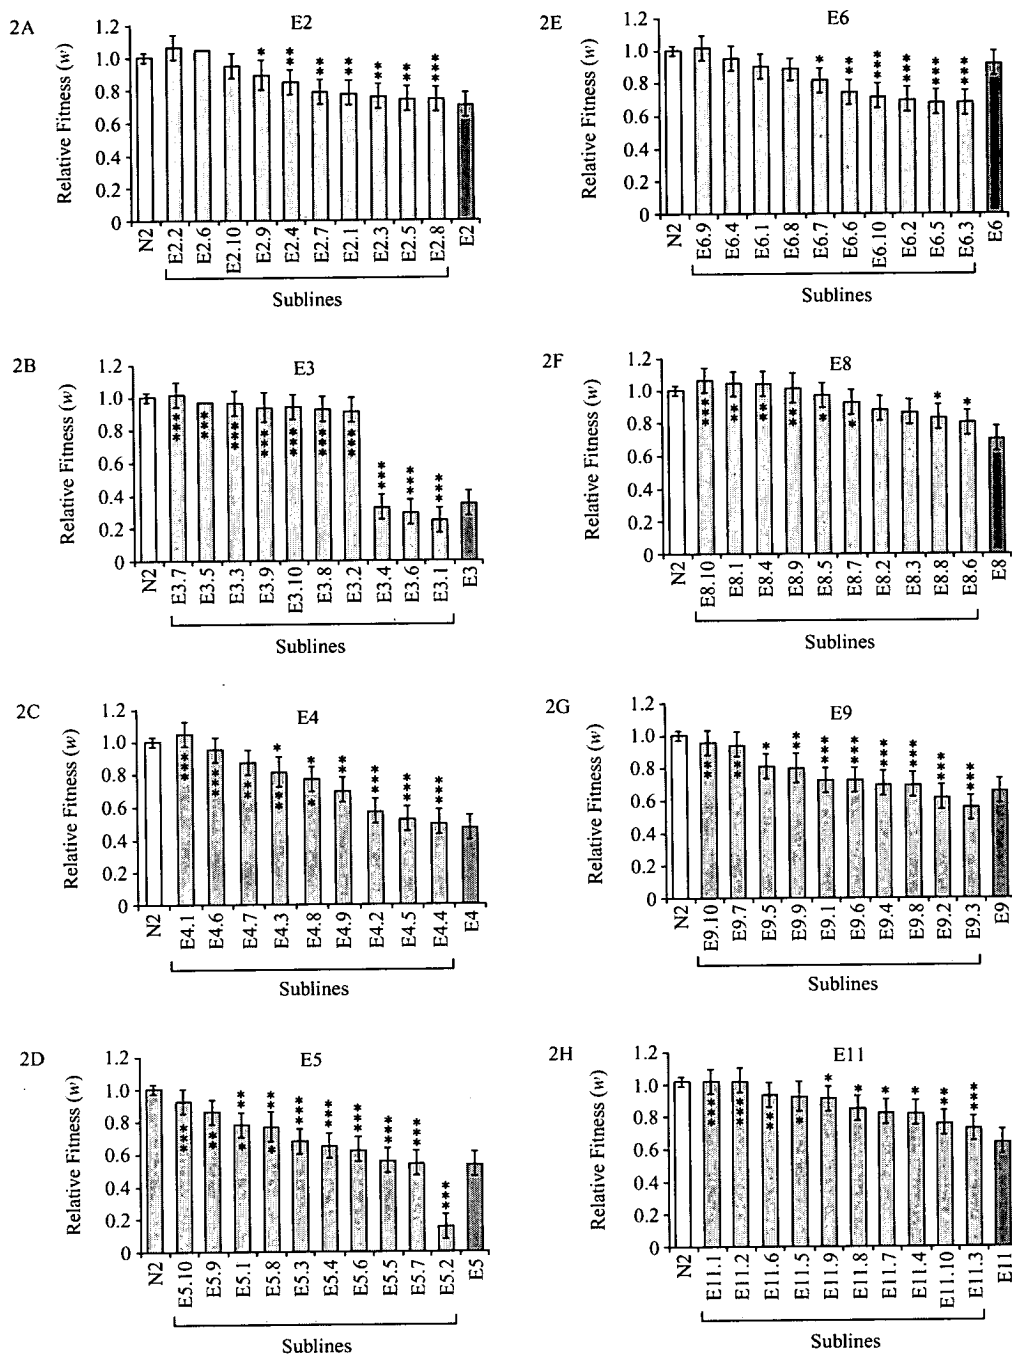 2A
E2
Relative Fitness (w)
1.2
1.0
0.8
0.6
0.4
0.2
0
* ** ** ** *** *** ***
N2
E2.2
E2.6
E2.10
E2.9
E2.4
E2.7
E2.1
E2.3
E2.5
E2.8
E2
Sublines
2B
E3
Relative Fitness (w)
1.2
1.0
0.8
0.6
0.4
0.2
0
*** *** *** *** *** *** *** *** *** ***
N2
E3.7
E3.5
E3.3
E3.9
E3.10
E3.8
E3.2
E3.4
E3.6
E3.1
E3
Sublines
2C
E4
Relative Fitness (w)
1.2
1.0
0.8
0.6
0.4
0.2
0
* * ** *** *** ***
*** *** *** ** *
N2
E4.1
E4.6
E4.7
E4.3
E4.8
E4.9
E4.2
E4.5
E4.4
E4
Sublines
2D
E5
Relative Fitness (w)
1.2
1.0
0.8
0.6
0.4
0.2
0
** *** *** *** *** *** *** ***
*** ** * *
N2
E5.10
E5.9
E5.1
E5.8
E5.3
E5.4
E5.6
E5.5
E5.7
E5.2
E5
Sublines
2E
E6
Relative Fitness (w)
1.2
1.0
0.8
0.6
0.4
0.2
0
* ** *** *** *** ***
N2
E6.9
E6.4
E6.1
E6.8
E6.7
E6.6
E6.10
E6.2
E6.5
E6.3
E6
Sublines
2F
E8
Relative Fitness (w)
1.2
1.0
0.8
0.6
0.4
0.2
0
*** ** ** ** * * * *
N2
E8.10
E8.1
E8.4
E8.9
E8.5
E8.7
E8.2
E8.3
E8.8
E8.6
E8
Sublines
2G
E9
Relative Fitness (w)
1.2
1.0
0.8
0.6
0.4
0.2
0
* ** *** *** *** *** *** ***
** **
N2
E9.10
E9.7
E9.5
E9.9
E9.1
E9.6
E9.4
E9.8
E9.2
E9.3
E9
Sublines
2H
E11
Relative Fitness (w)
1.2
1.0
0.8
0.6
0.4
0.2
0
* * * * ** ***
*** *** ** *
N2
E11.1
E11.2
E11.6
E11.5
E11.9
E11.8
E11.7
E11.4
E11.10
E11.3
E11
Sublines